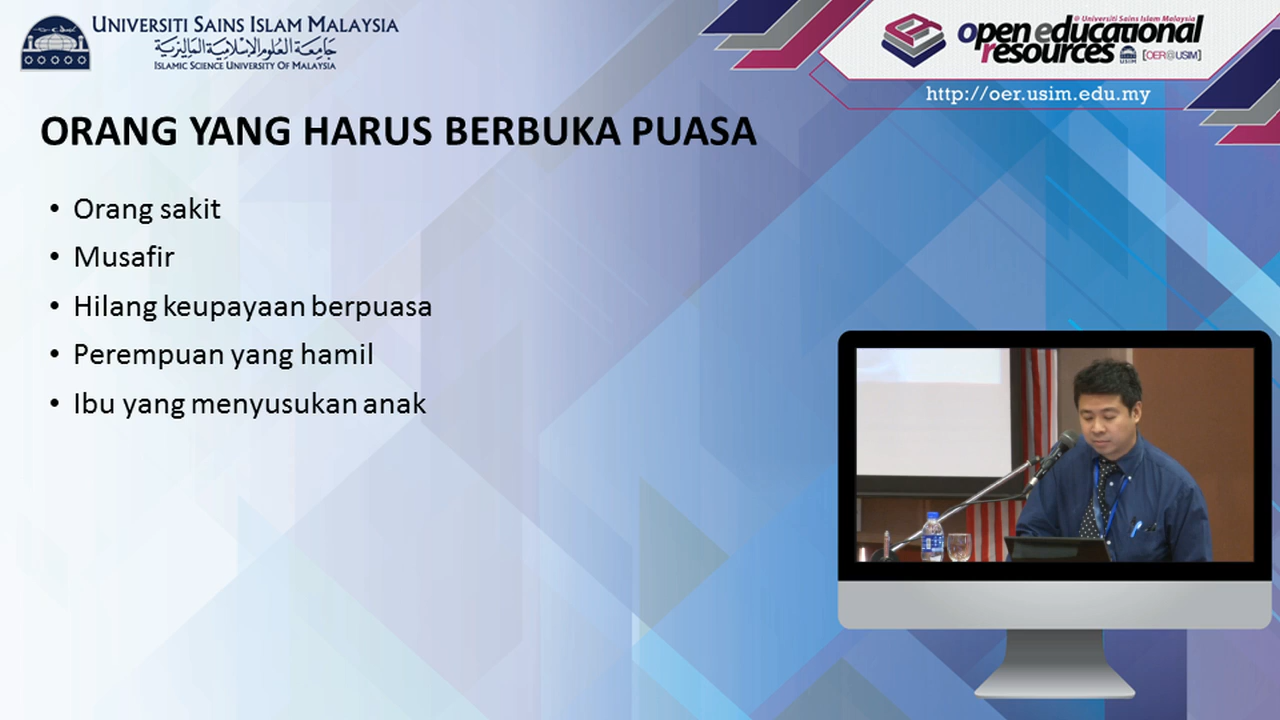 UNIVERSITI SAINS ISLAM MALAYSIA
جامعة العلوم الإسلامية الماليزية
ISLAMIC SCIENCE UNIVERSITY OF MALAYSIA
@ Universiti Sains Islam Malaysia
open educational
resources
USIM [OER@USIM]
http://oer.usim.edu.my
ORANG YANG HARUS BERBUKA PUASA
• Orang sakit
• Musafir
• Hilang keupayaan berpuasa
• Perempuan yang hamil
• Ibu yang menyusukan anak